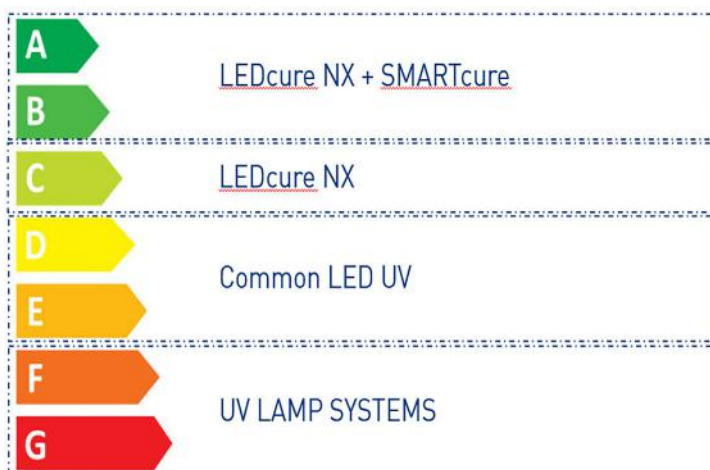 A
LEDcure NX + SMARTcure
B
C
LEDcure NX
D
Common LED UV
E
F
UV LAMP SYSTEMS
G